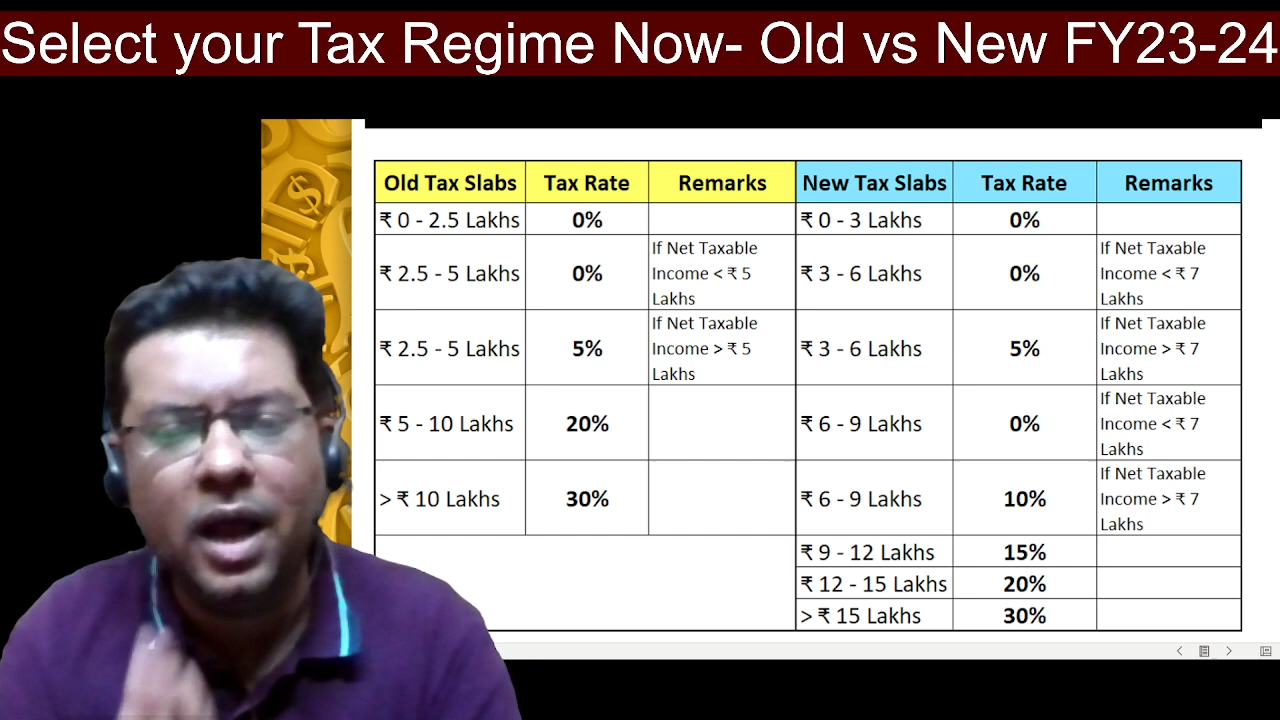 Select your Tax Regime Now- Old vs New FY23-24
Old Tax Slabs Tax Rate Remarks New Tax Slabs Tax Rate Remarks
₹ 0 - 2.5 Lakhs 0% ₹ 0 - 3 Lakhs 0%
₹ 2.5 - 5 Lakhs 0% If Net Taxable Income < ₹ 5 Lakhs ₹ 3 - 6 Lakhs 0% If Net Taxable Income < ₹ 7 Lakhs
₹ 2.5 - 5 Lakhs 5% If Net Taxable Income > ₹ 5 Lakhs ₹ 3 - 6 Lakhs 5% If Net Taxable Income > ₹ 7 Lakhs
₹ 5 - 10 Lakhs 20% ₹ 6 - 9 Lakhs 0% If Net Taxable Income < ₹ 7 Lakhs
> ₹ 10 Lakhs 30% ₹ 6 - 9 Lakhs 10% If Net Taxable Income > ₹ 7 Lakhs
₹ 9 - 12 Lakhs 15%
₹ 12 - 15 Lakhs 20%
> ₹ 15 Lakhs 30%